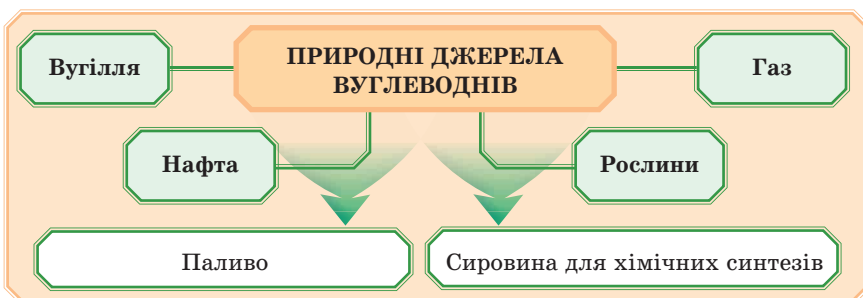 ПРИРОДНІ ДЖЕРЕЛА
ВУГЛЕВОДНІВ
Вугілля
Газ
Нафта
Рослини
Паливо
Сировина для хімічних синтезів